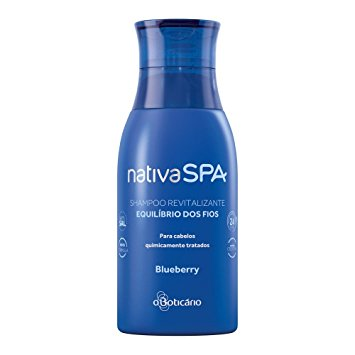 nativaSPA
SHAMPOO REVITALIZANTE
EQUILÍBRIO DOS FIOS
Para cabelos
quimicamente tratados
Blueberry
oBoticário